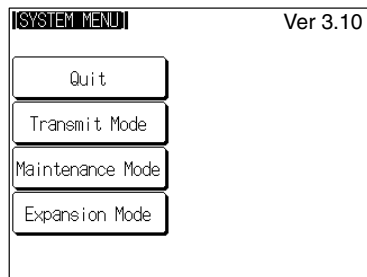 [SYSTEM MENU]
Ver 3.10
Quit
Transmit Mode
Maintenance Mode
Expansion Mode